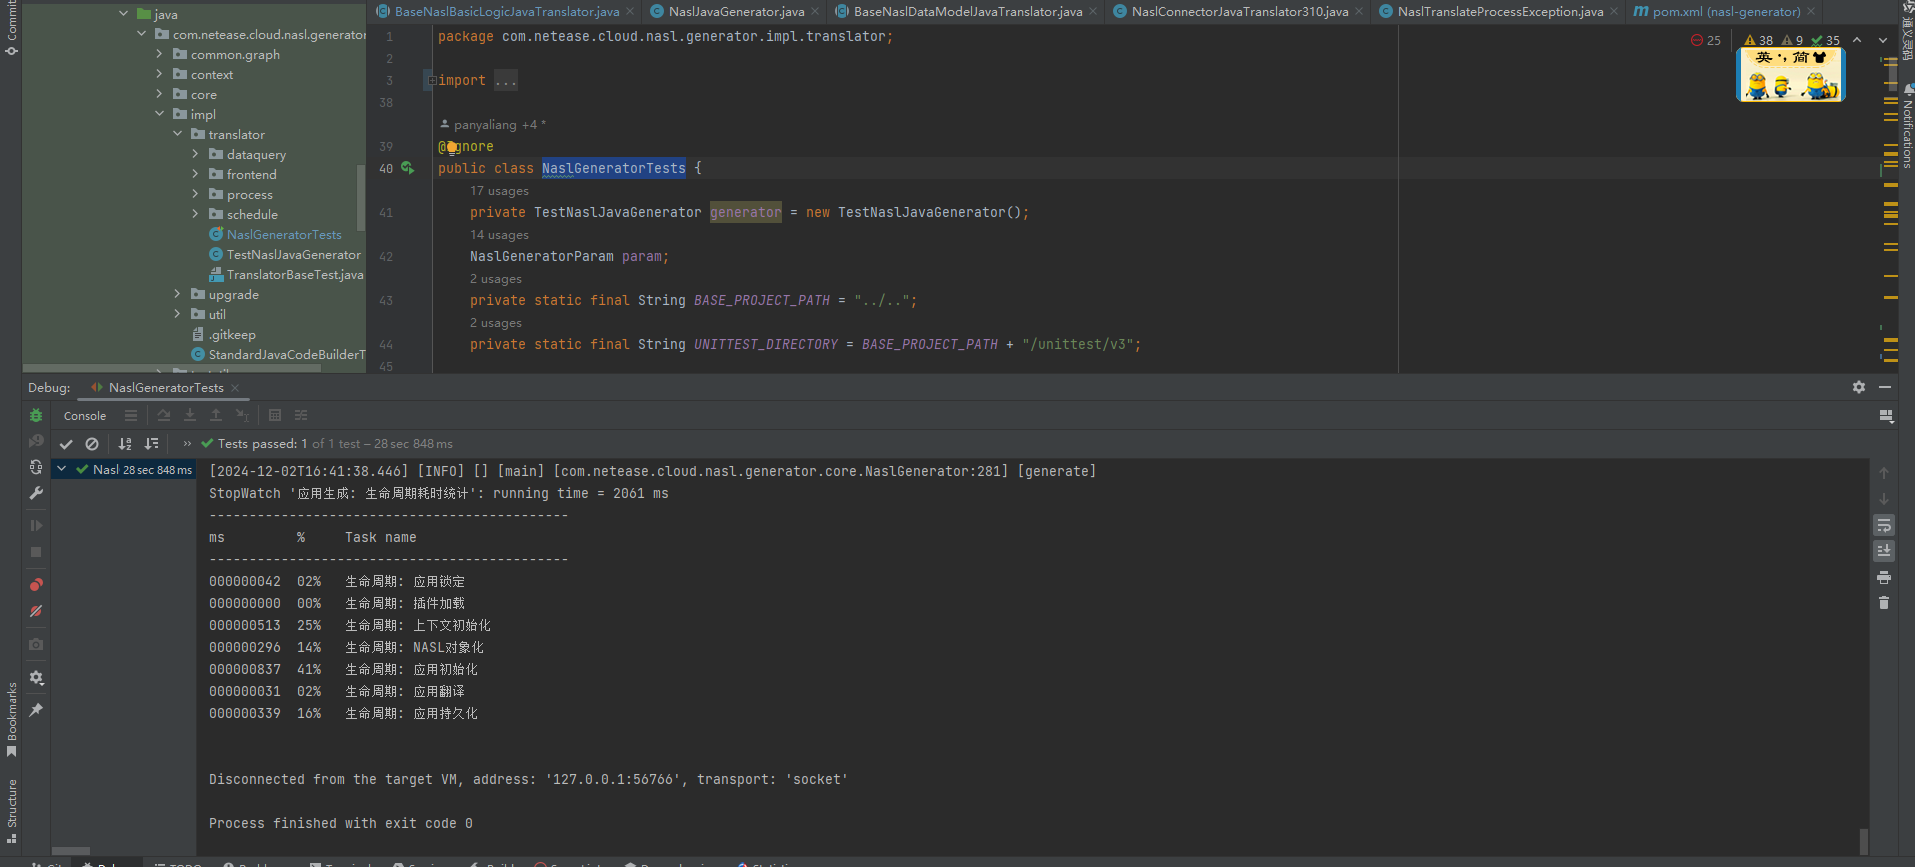 Commit
java
com.netease.cloud.nasl.generator
common.graph
context
core
impl
translator
dataquery
frontend
process
schedule
NaslGeneratorTests
TestNaslJavaGenerator
TranslatorBaseTest.java
upgrade
util
.gitkeep
StandardJavaCodeBuilderT
BaseNaslBasicLogicJavaTranslator.java
NaslJavaGenerator.java
BaseNaslDataModelJavaTranslator.java
NaslConnectorJavaTranslator310.java
NaslTranslateProcessException.java
pom.xml (nasl-generator)
25 38 9 35
英 •, 简
通义灵码
Notifications
1 package com.netease.cloud.nasl.generator.impl.translator;
2
3 import ...
38
panyaliang +4 *
39 @Ignore
40 public class NaslGeneratorTests {
17 usages
41 private TestNaslJavaGenerator generator = new TestNaslJavaGenerator();
14 usages
42 NaslGeneratorParam param;
2 usages
43 private static final String BASE_PROJECT_PATH = "../..";
2 usages
44 private static final String UNITTEST_DIRECTORY = BASE_PROJECT_PATH + "/unittest/v3";
45
Debug: NaslGeneratorTests
Console
Tests passed: 1 of 1 test – 28 sec 848 ms
Nasl 28 sec 848 ms
[2024-12-02T16:41:38.446] [INFO] [] [main] [com.netease.cloud.nasl.generator.core.NaslGenerator:281] [generate]
StopWatch '应用生成: 生命周期耗时统计': running time = 2061 ms
---------------------------------------------
ms % Task name
---------------------------------------------
000000042 02% 生命周期: 应用锁定
000000000 00% 生命周期: 插件加载
000000513 25% 生命周期: 上下文初始化
000000296 14% 生命周期: NASL对象化
000000837 41% 生命周期: 应用初始化
000000031 02% 生命周期: 应用翻译
000000339 16% 生命周期: 应用持久化
Disconnected from the target VM, address: '127.0.0.1:56766', transport: 'socket'
Process finished with exit code 0
Bookmarks
Structure